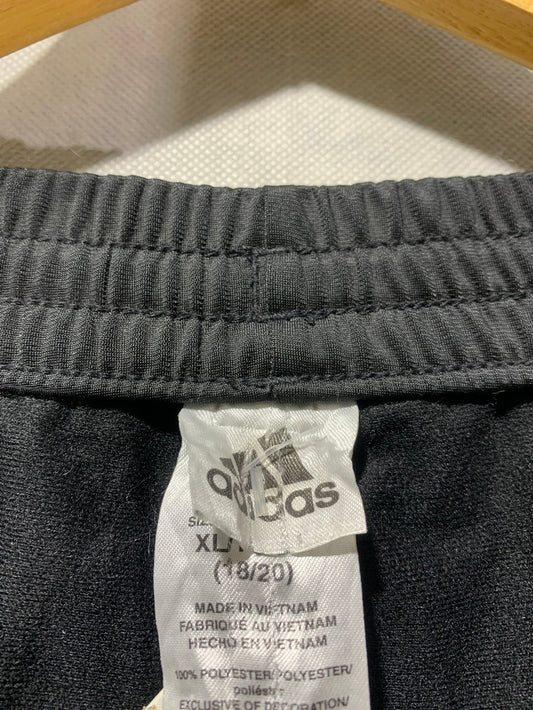 adidas
XL
(18/20)
MADE IN VIETNAM
FABRIQUÉ AU VIETNAM
HECHO EN VIETNAM
100% POLYESTER/POLYESTER/
poliéster
EXCLUSIVE OF DECORATION/